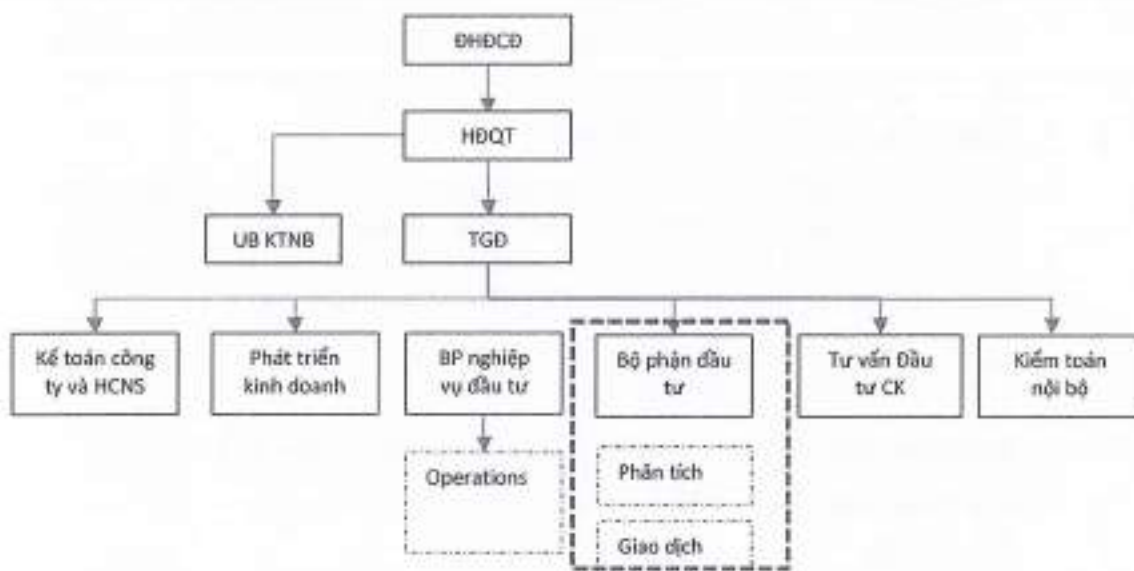 ĐHĐCĐ
HĐQT
UB KTNB
TGĐ
Kế toán công
ty và HCNS
Phát triển
kinh doanh
BP nghiệp
vụ đầu tư
Bộ phận đầu
tư
Tư vấn Đầu
tư CK
Kiểm toán
nội bộ
Operations
Phân tích
Giao dịch